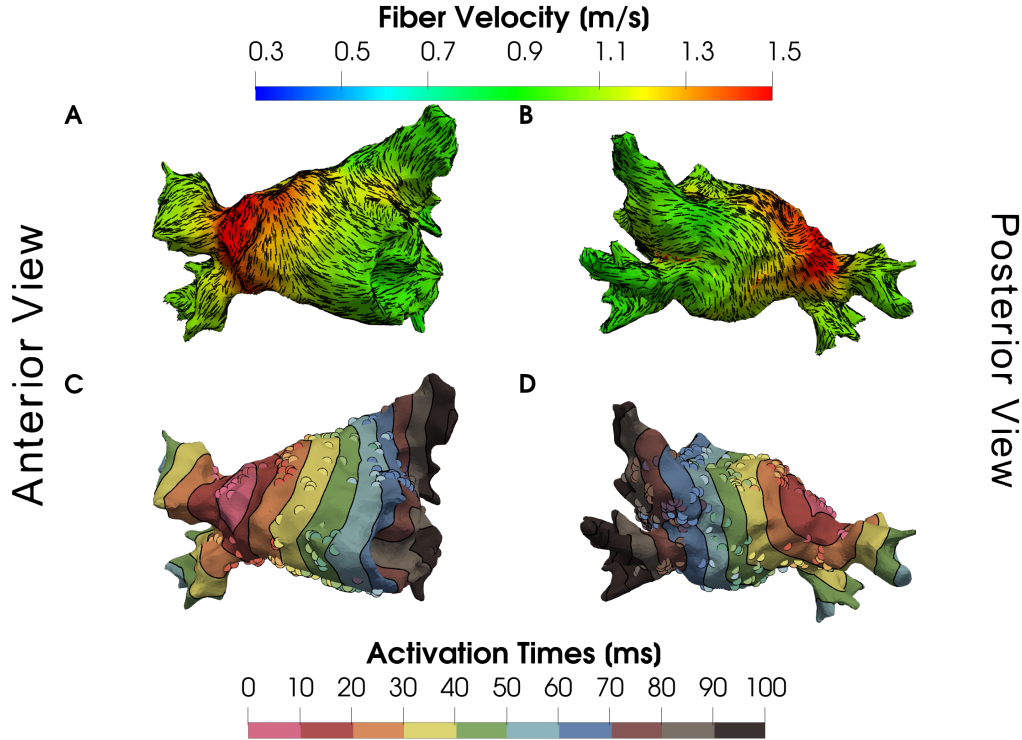 Fiber Velocity (m/s)
0.3 0.5 0.7 0.9 1.1 1.3 1.5
A
B
Anterior View
Posterior View
C
D
Activation Times (ms)
0 10 20 30 40 50 60 70 80 90 100